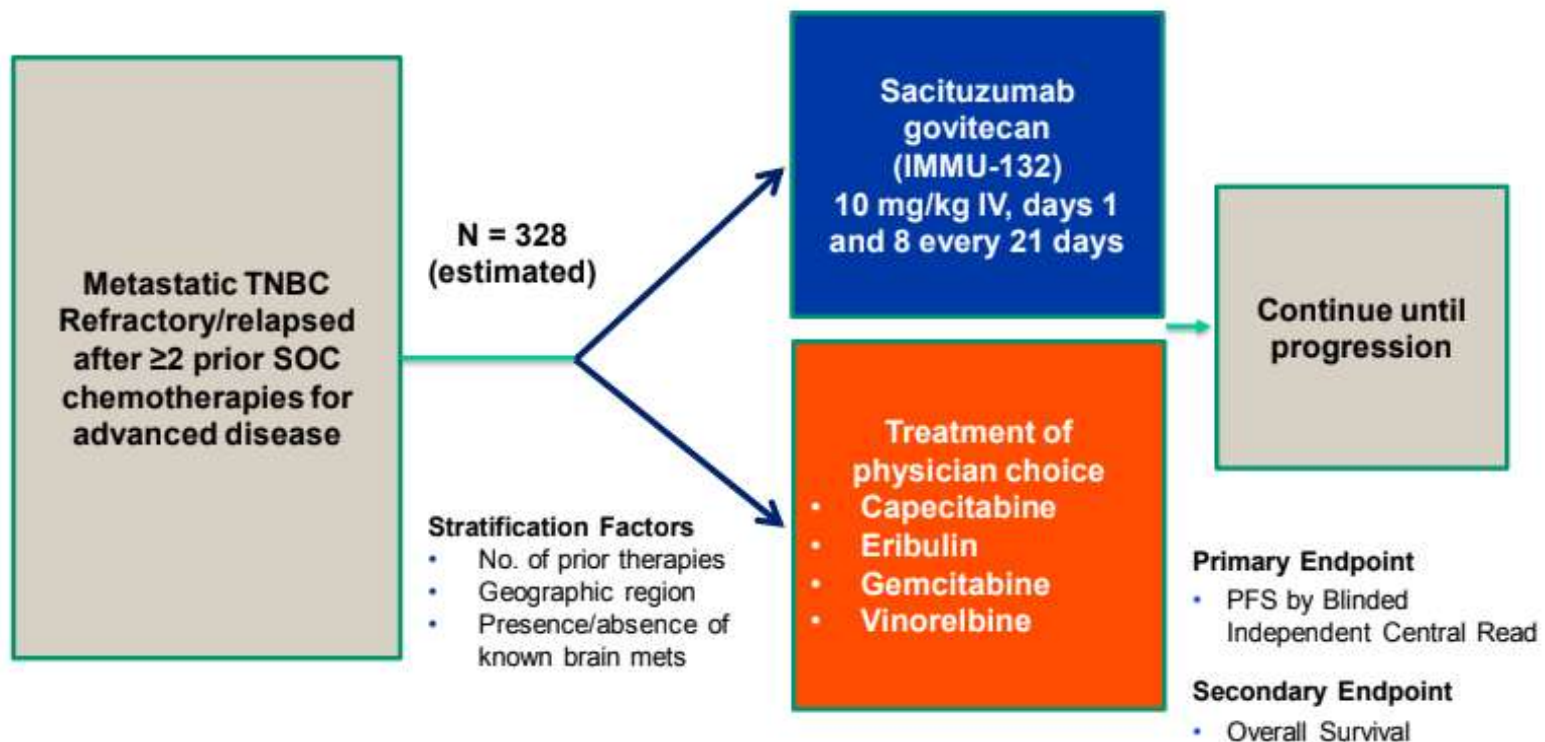 Metastatic TNBC
Refractory/relapsed
after ≥2 prior SOC
chemotherapies for
advanced disease
N = 328
(estimated)
Stratification Factors
• No. of prior therapies
• Geographic region
• Presence/absence of
known brain mets
Sacituzumab
govitecan
(IMMU-132)
10 mg/kg IV, days 1
and 8 every 21 days
Treatment of
physician choice
• Capecitabine
• Eribulin
• Gemcitabine
• Vinorelbine
Continue until
progression
Primary Endpoint
• PFS by Blinded
Independent Central Read
Secondary Endpoint
• Overall Survival